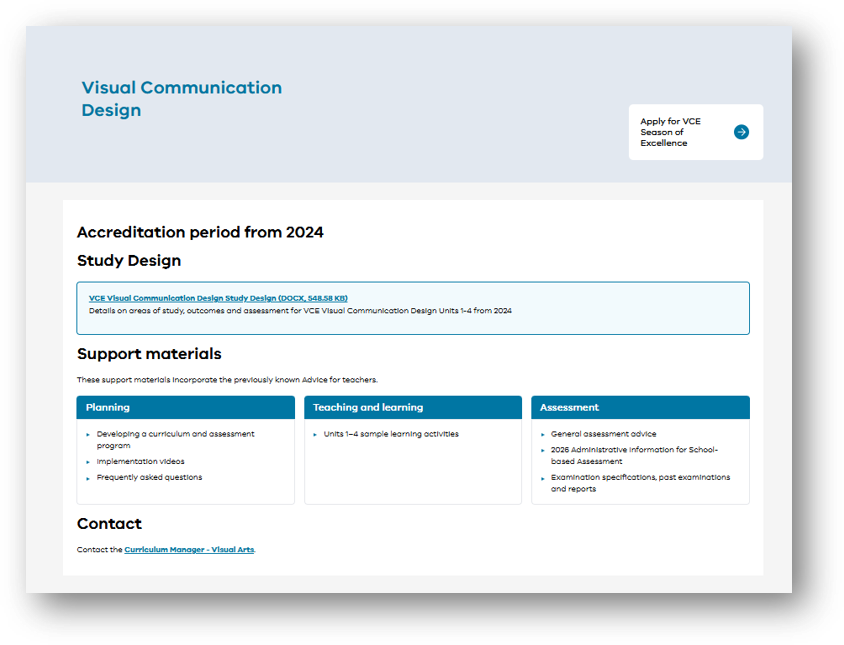 Visual Communication
Design
Apply for VCE
Season of
Excellence
Accreditation period from 2024
Study Design
VCE Visual Communication Design Study Design (DOCX, 548.58 KB)
Details on areas of study, outcomes and assessment for VCE Visual Communication Design Units 1-4 from 2024
Support materials
These support materials incorporate the previously known Advice for teachers.
Planning
Developing a curriculum and assessment
program
Implementation videos
Frequently asked questions
Teaching and learning
Units 1–4 sample learning activities
Assessment
General assessment advice
2026 Administrative information for School-
based Assessment
Examination specifications, past examinations
and reports
Contact
Contact the Curriculum Manager - Visual Arts.